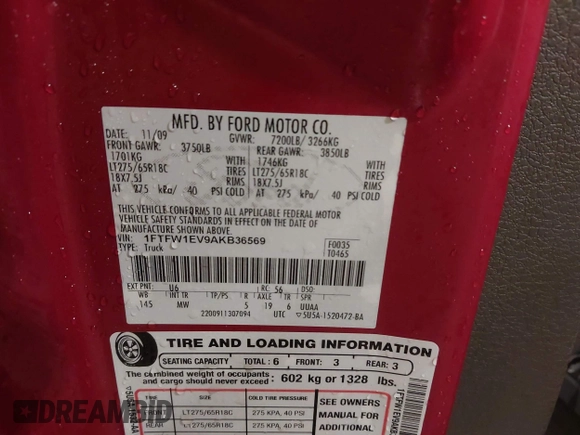 MFD. BY FORD MOTOR CO.
DATE: 11/09 GVWR: 7200LB/ 3266KG
FRONT GAWR: 3750LB REAR GAWR: 3850LB
1701KG WITH 1746KG WITH
LT275/65R18C TIRES LT275/65R18C TIRES
18X7.5J RIMS 18X7.5J RIMS
AT 275 kPa/ 40 PSI COLD AT 275 kPa/ 40 PSI COLD
THIS VEHICLE CONFORMS TO ALL APPLICABLE FEDERAL MOTOR
VEHICLE SAFETY STANDARDS IN EFFECT ON THE DATE OF
MANUFACTURE SHOWN ABOVE.
VIN: 1FTFW1EV9AKB36569 F0035
TYPE: Truck T0465
EXT PNT: U6 RC: 56 DSO:
WB INT TR TP/PS R AXLE TR SPR
145 MW 5 19 6 UUAA
2200911307094 UTC 5U5A-1520472-BA
TIRE AND LOADING INFORMATION
SEATING CAPACITY TOTAL: 6 FRONT: 3 REAR: 3
The combined weight of occupants
and cargo should never exceed: 602 kg or 1328 lbs.
TIRE SIZE COLD TIRE PRESSURE SEE OWNERS
FRONT LT275/65R18C 275 KPA, 40 PSI MANUAL FOR
REAR LT275/65R18C 275 KPA, 40 PSI ADDITIONAL
DREAMBID